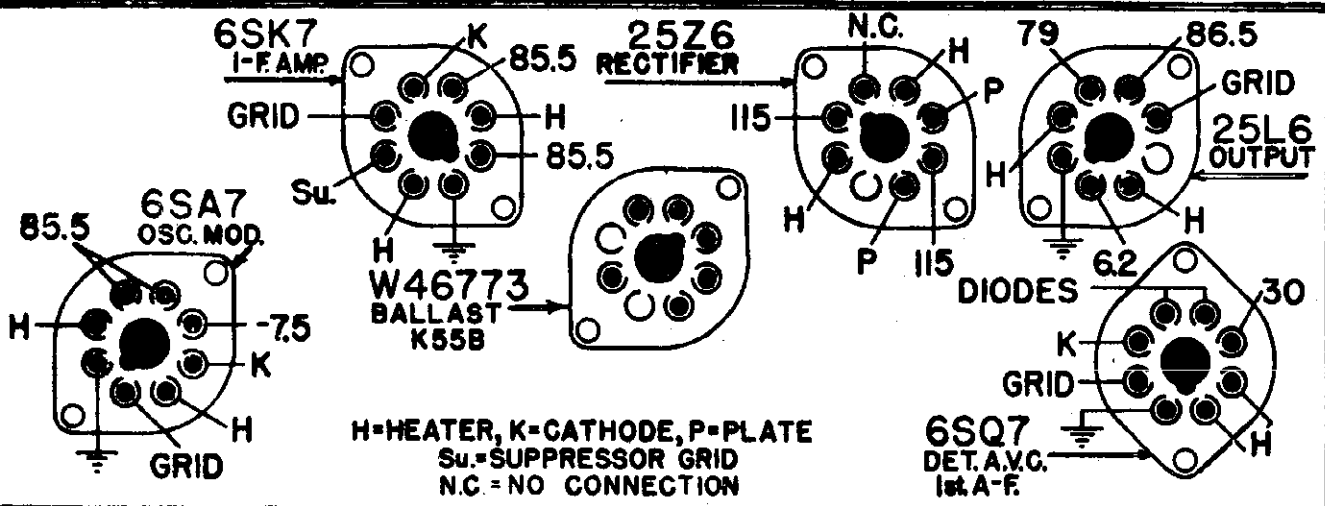 6SK7
I-F. AMP.
K
85.5
GRID
H
85.5
Su.
H
25Z6
RECTIFIER
N.C.
H
P
115
H
P
115
79
86.5
GRID
25L6
OUTPUT
H
H
6.2
6SA7
OSC. MOD.
85.5
H
-7.5
K
H
GRID
W46773
BALLAST
K55B
DIODES
30
K
GRID
H
6SQ7
DET. A.V.C.
1st. A-F.
H=HEATER, K=CATHODE, P=PLATE
Su.=SUPPRESSOR GRID
N.C.=NO CONNECTION